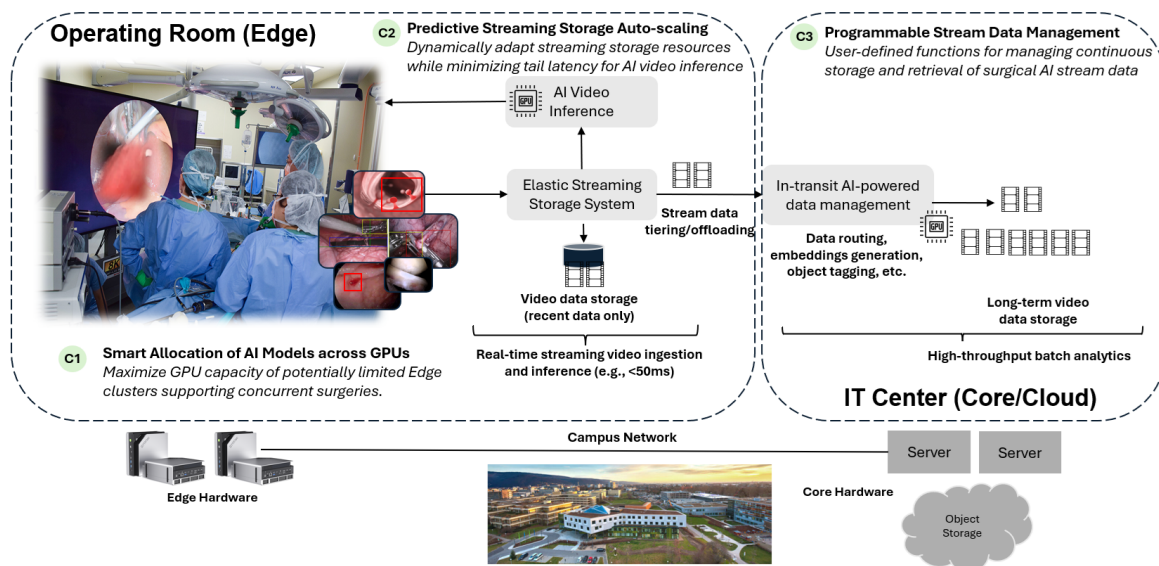 Operating Room (Edge)
C2
Predictive Streaming Storage Auto-scaling
Dynamically adapt streaming storage resources
while minimizing tail latency for AI video inference
C3
Programmable Stream Data Management
User-defined functions for managing continuous
storage and retrieval of surgical AI stream data
GPU
AI Video
Inference
Elastic Streaming
Storage System
Stream data
tiering/offloading
In-transit AI-powered
data management
GPU
Data routing,
embeddings generation,
object tagging, etc.
Video data storage
(recent data only)
Long-term video
data storage
C1
Smart Allocation of AI Models across GPUs
Maximize GPU capacity of potentially limited Edge
clusters supporting concurrent surgeries.
Real-time streaming video ingestion
and inference (e.g., <50ms)
High-throughput batch analytics
IT Center (Core/Cloud)
Campus Network
Edge Hardware
Server
Server
Core Hardware
Object
Storage